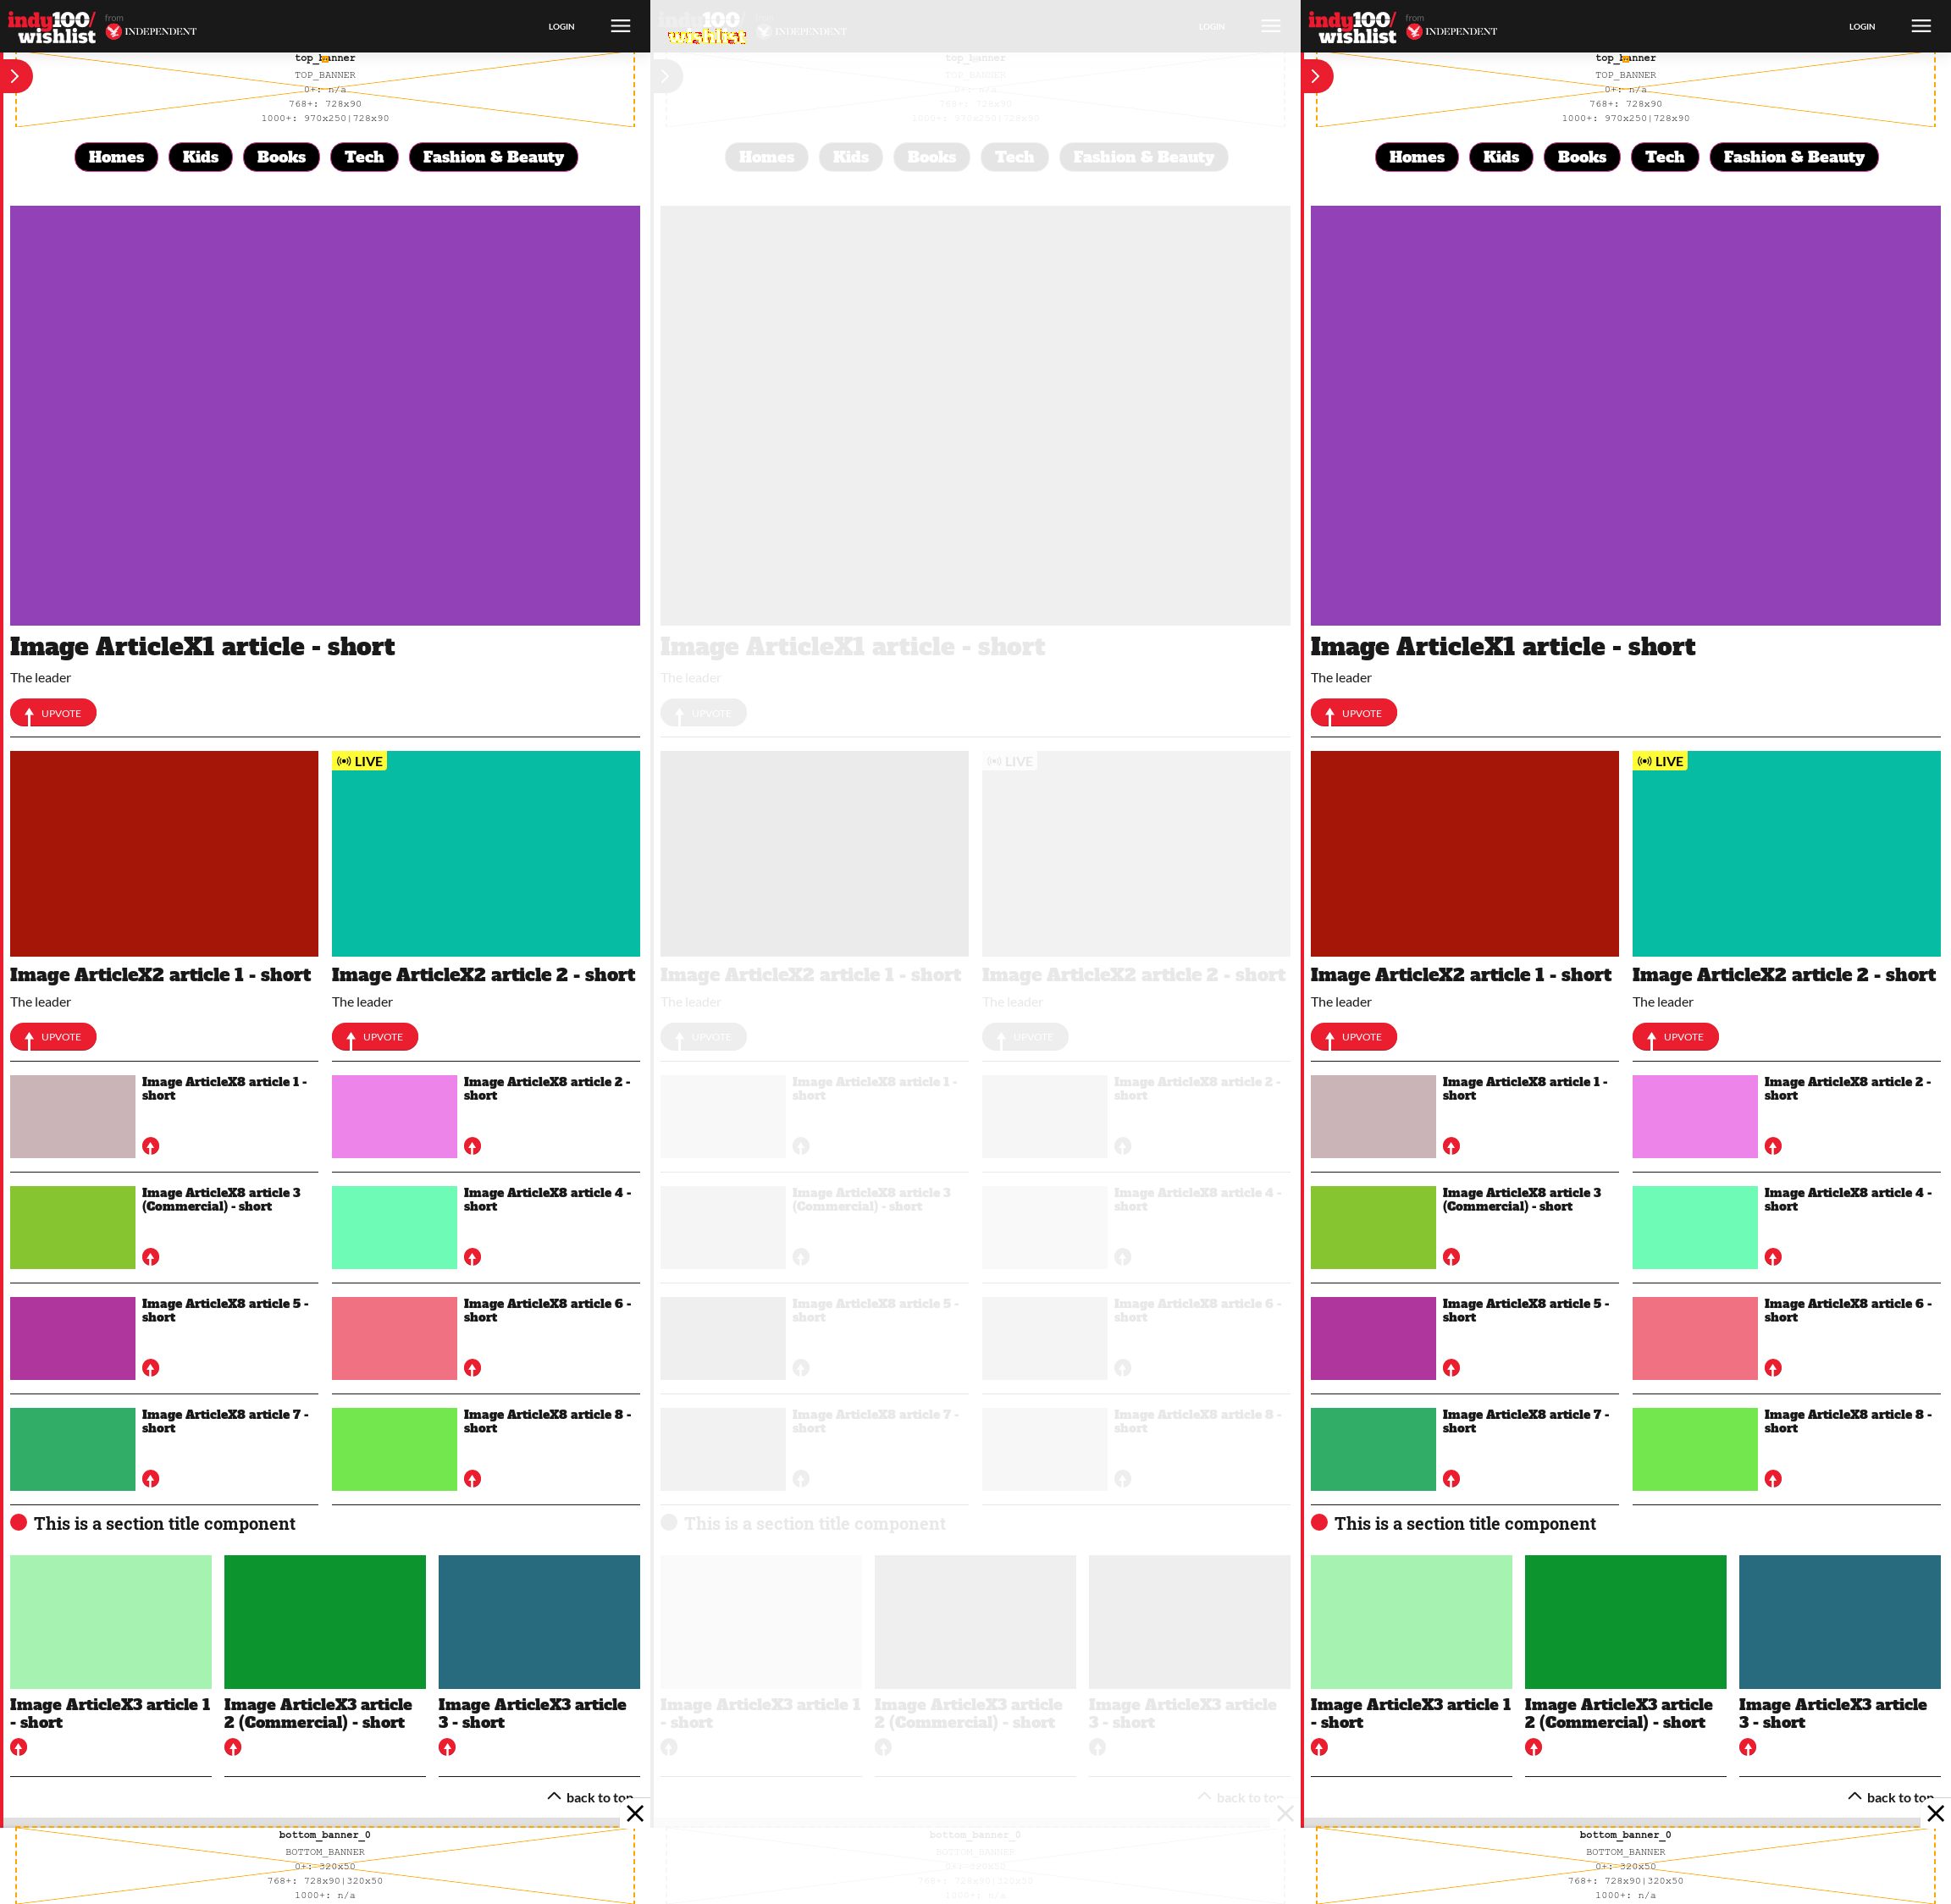 indy100/ from
wishlist INDEPENDENT
LOGIN
top_banner
TOP_BANNER
0+: n/a
768+: 728x90
1000+: 970x250|728x90
Homes Kids Books Tech Fashion & Beauty
Image ArticleX1 article - short
The leader
UPVOTE
LIVE
Image ArticleX2 article 1 - short
The leader
UPVOTE
Image ArticleX2 article 2 - short
The leader
UPVOTE
Image ArticleX8 article 1 -
short
Image ArticleX8 article 2 -
short
Image ArticleX8 article 3
(Commercial) - short
Image ArticleX8 article 4 -
short
Image ArticleX8 article 5 -
short
Image ArticleX8 article 6 -
short
Image ArticleX8 article 7 -
short
Image ArticleX8 article 8 -
short
This is a section title component
Image ArticleX3 article 1
- short
Image ArticleX3 article
2 (Commercial) - short
Image ArticleX3 article
3 - short
back to top
bottom_banner_0
BOTTOM_BANNER
0+: 320x50
768+: 728x90|320x50
1000+: n/a
100
LOGIN
top_banner
TOP_BANNER
0+: n/a
768+: 728x90
1000+: 970x250|728x90
Homes Kids Books Tech Fashion & Beauty
Image ArticleX1 article - short
The leader
UPVOTE
LIVE
Image ArticleX2 article 1 - short
The leader
UPVOTE
Image ArticleX2 article 2 - short
The leader
UPVOTE
Image ArticleX8 article 1 -
short
Image ArticleX8 article 2 -
short
Image ArticleX8 article 3
(Commercial) - short
Image ArticleX8 article 4 -
short
Image ArticleX8 article 5 -
short
Image ArticleX8 article 6 -
short
Image ArticleX8 article 7 -
short
Image ArticleX8 article 8 -
short
This is a section title component
Image ArticleX3 article 1
- short
Image ArticleX3 article
2 (Commercial) - short
Image ArticleX3 article
3 - short
back to top
bottom_banner_0
BOTTOM_BANNER
0+: 320x50
768+: 728x90|320x50
1000+: n/a
indy100/ from
wishlist INDEPENDENT
LOGIN
top_banner
TOP_BANNER
0+: n/a
768+: 728x90
1000+: 970x250|728x90
Homes Kids Books Tech Fashion & Beauty
Image ArticleX1 article - short
The leader
UPVOTE
LIVE
Image ArticleX2 article 1 - short
The leader
UPVOTE
Image ArticleX2 article 2 - short
The leader
UPVOTE
Image ArticleX8 article 1 -
short
Image ArticleX8 article 2 -
short
Image ArticleX8 article 3
(Commercial) - short
Image ArticleX8 article 4 -
short
Image ArticleX8 article 5 -
short
Image ArticleX8 article 6 -
short
Image ArticleX8 article 7 -
short
Image ArticleX8 article 8 -
short
This is a section title component
Image ArticleX3 article 1
- short
Image ArticleX3 article
2 (Commercial) - short
Image ArticleX3 article
3 - short
back to top
bottom_banner_0
BOTTOM_BANNER
0+: 320x50
768+: 728x90|320x50
1000+: n/a